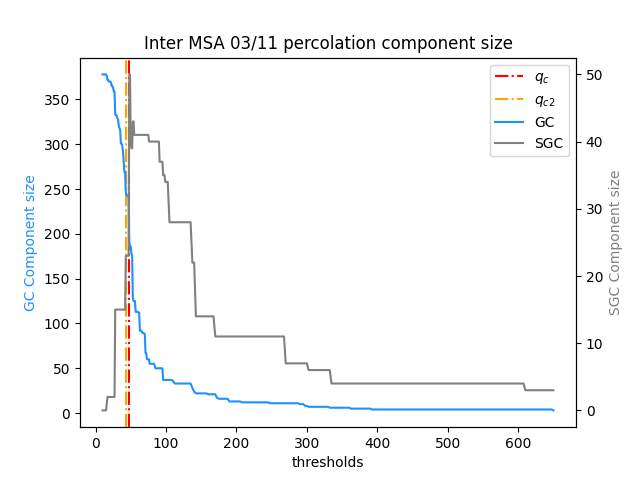 Inter MSA 03/11 percolation component size
q_c
q_c2
GC
SGC
350
300
250
200
150
100
50
0
GC Component size
50
40
30
20
10
0
SGC Component size
0 100 200 300 400 500 600
thresholds